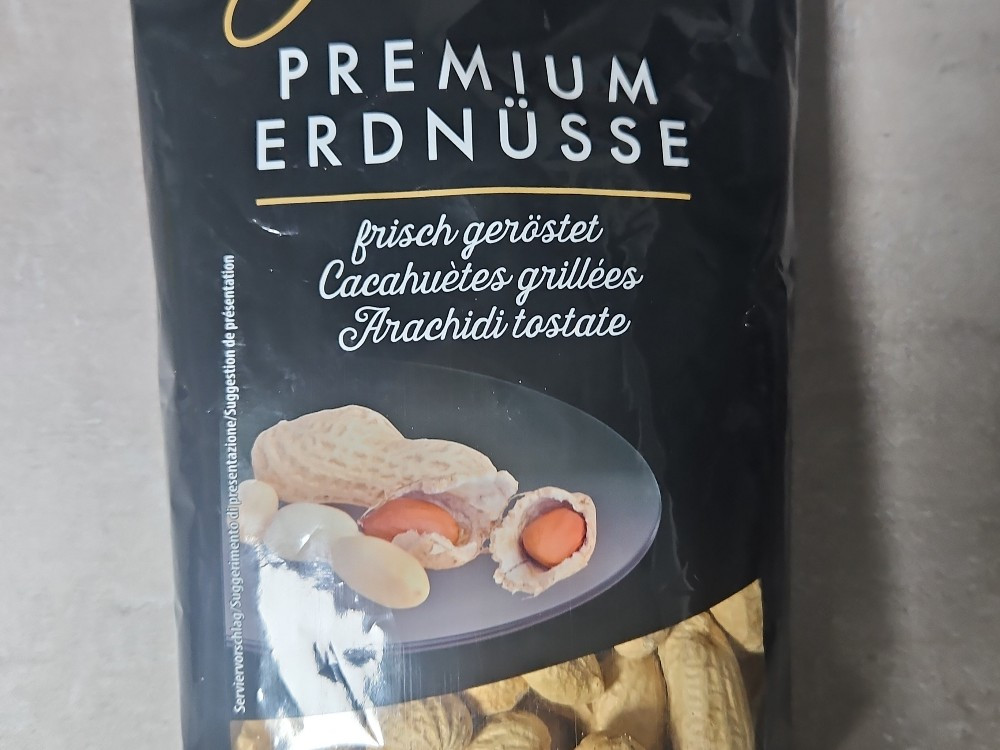 PREMIUM
ERDNÜSSE
frisch geröstet
Cacahuètes grillées
Arachidi tostate
Serviervorschlag/Suggerimento di presentazione/Suggestion de présentation